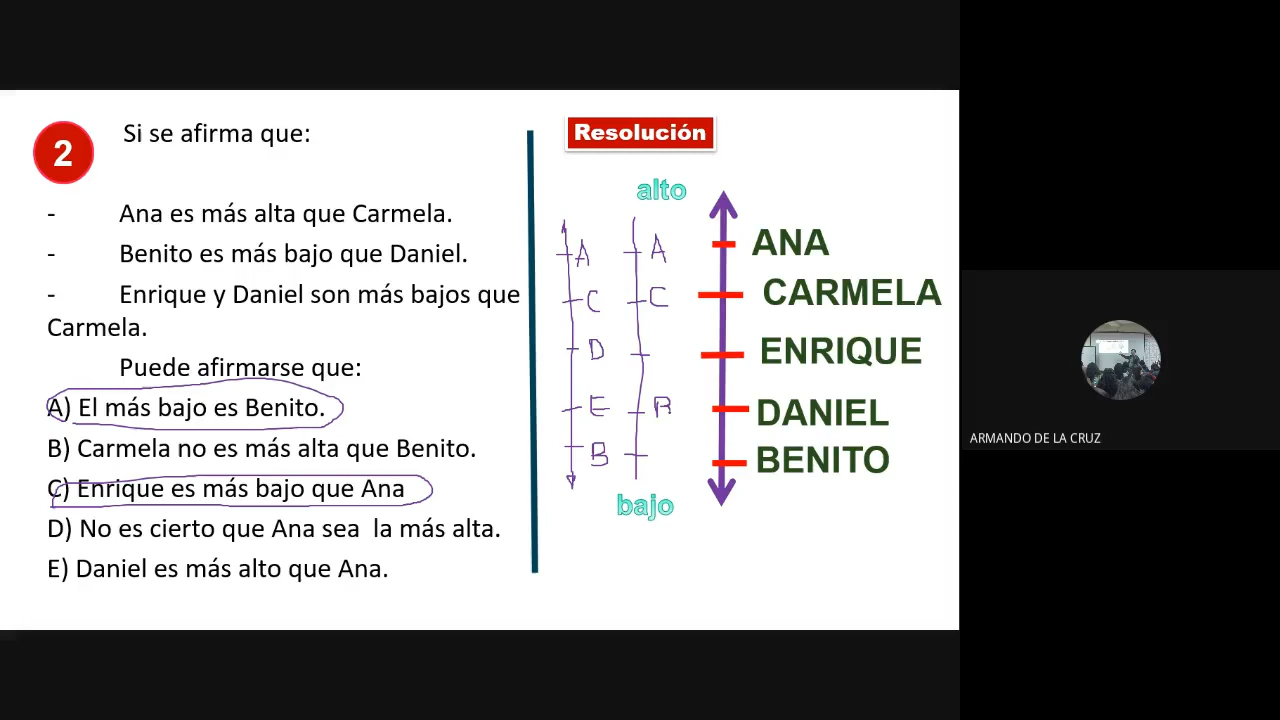 2
Si se afirma que:
- Ana es más alta que Carmela.
- Benito es más bajo que Daniel.
- Enrique y Daniel son más bajos que
Carmela.
Puede afirmarse que:
A) El más bajo es Benito.
B) Carmela no es más alta que Benito.
C) Enrique es más bajo que Ana
D) No es cierto que Ana sea la más alta.
E) Daniel es más alto que Ana.
Resolución
alto
A
C
D
E
B
A
C
B
ANA
CARMELA
ENRIQUE
DANIEL
BENITO
bajo
ARMANDO DE LA CRUZ